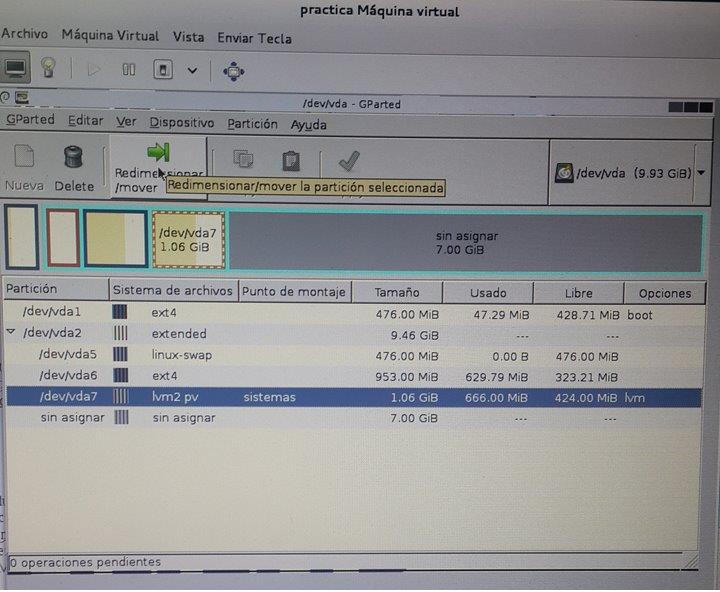 practica Máquina virtual
Archivo Máquina Virtual Vista Enviar Tecla
/dev/vda - GParted
GParted Editar Ver Dispositivo Partición Ayuda
Nueva Delete Redimensionar /dev/vda (9.93 GiB)
/mover Redimensionar/mover la partición seleccionada
/dev/vda7
1.06 GiB
sin asignar
7.00 GiB
Partición Sistema de archivos Punto de montaje Tamaño Usado Libre Opciones
/dev/vda1 ext4 476.00 MiB 47.29 MiB 428.71 MiB boot
/dev/vda2 extended 9.46 GiB --- ---
/dev/vda5 linux-swap 476.00 MiB 0.00 B 476.00 MiB
/dev/vda6 ext4 953.00 MiB 629.79 MiB 323.21 MiB
/dev/vda7 lvm2 pv sistemas 1.06 GiB 666.00 MiB 424.00 MiB lvm
sin asignar sin asignar 7.00 GiB --- ---
0 operaciones pendientes